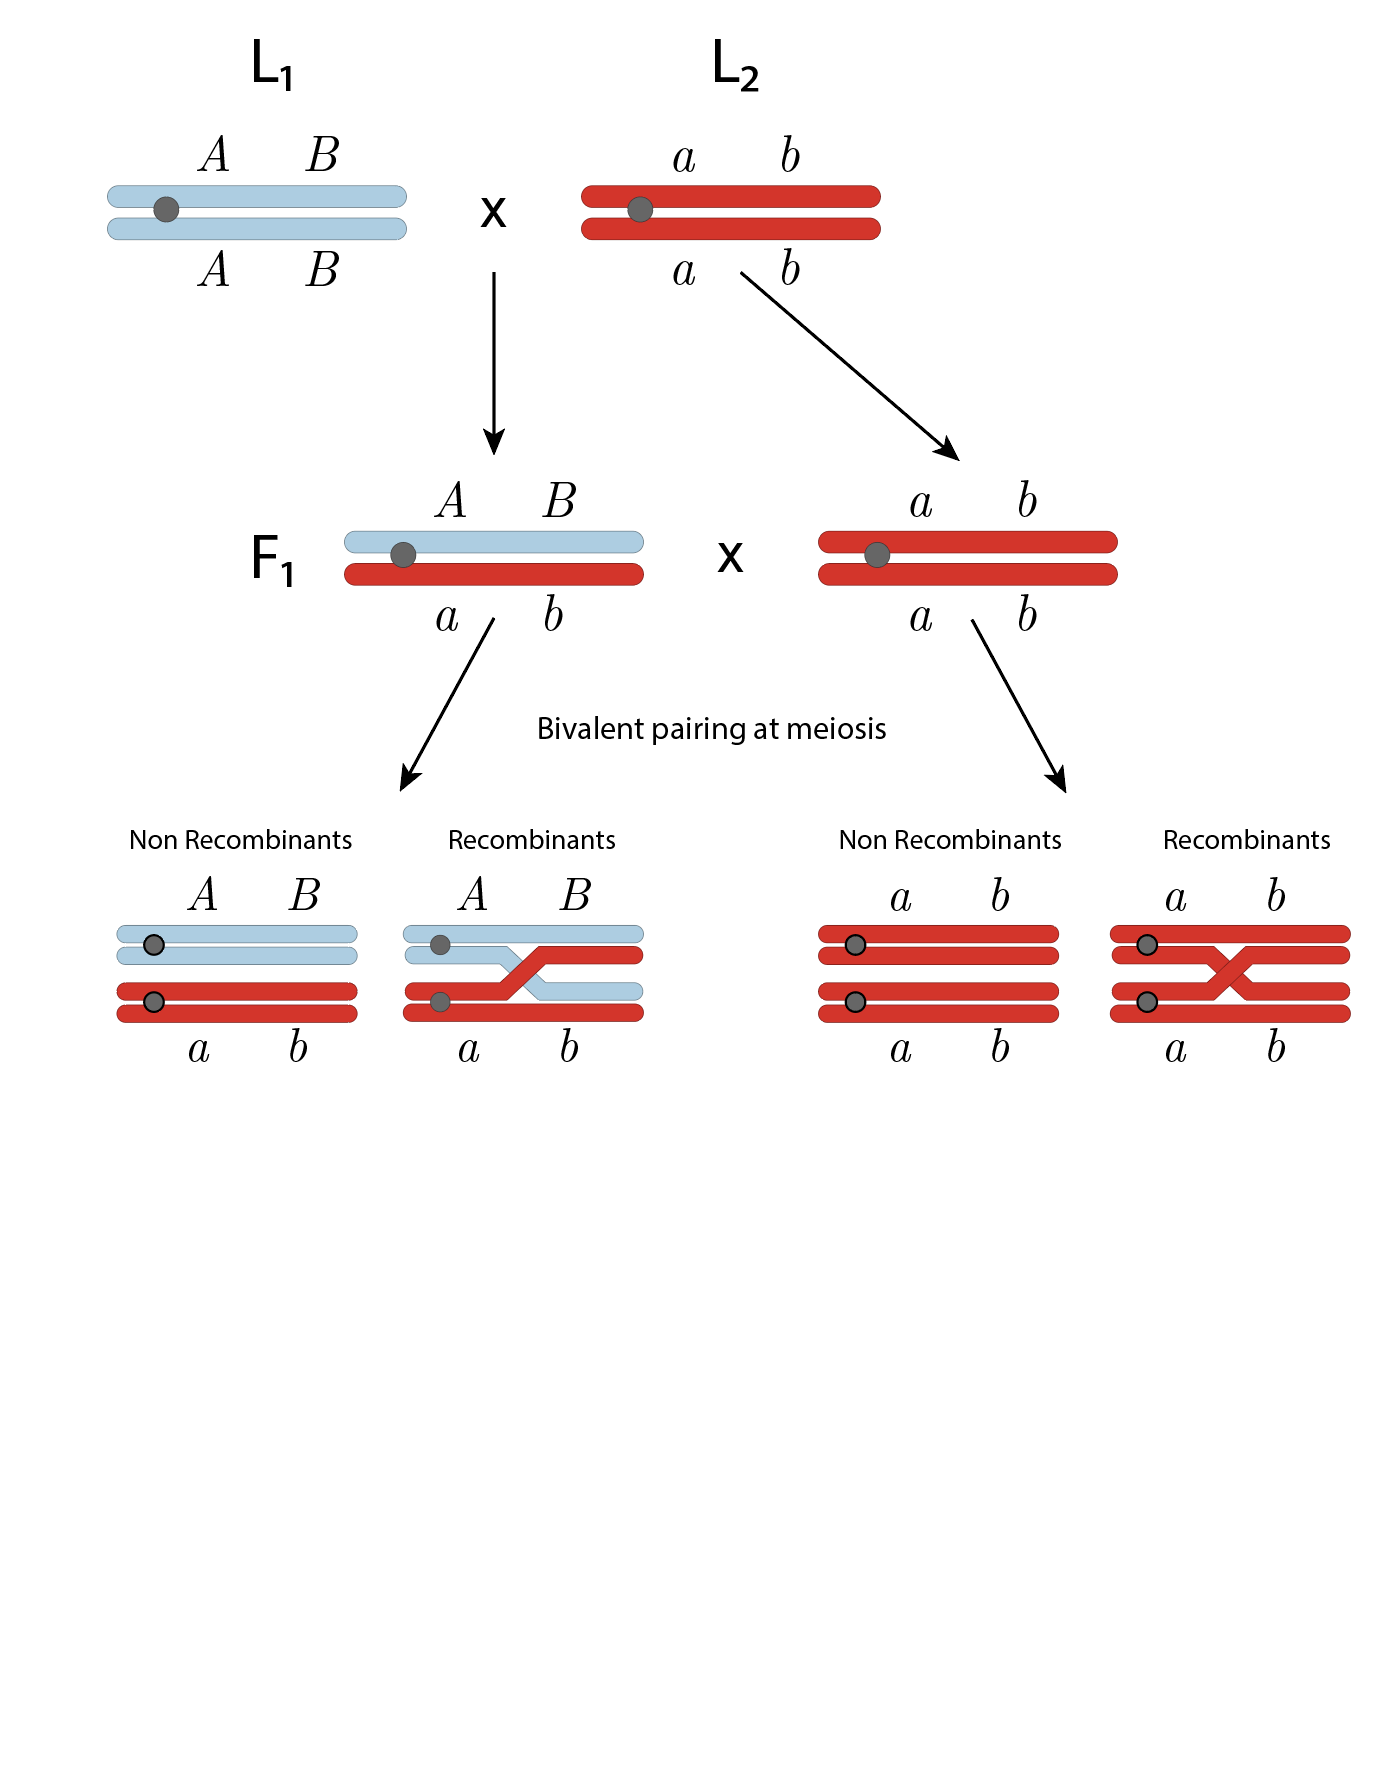 L₁ L₂
A B a b
x
A B a b
A B a b
F₁ x
a b a b
Bivalent pairing at meiosis
Non Recombinants Recombinants Non Recombinants Recombinants
A B A B a b a b
a b a b a b a b